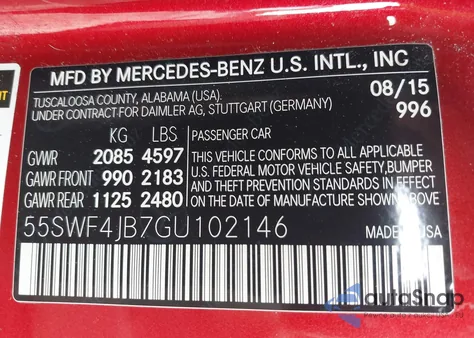 MFD BY MERCEDES-BENZ U.S. INTL., INC
TUSCALOOSA COUNTY, ALABAMA (USA). 08/15
UNDER CONTRACT FOR DAIMLER AG, STUTTGART (GERMANY) 996
KG LBS PASSENGER CAR
GVWR 2085 4597
GAWR FRONT 990 2183
GAWR REAR 1125 2480
THIS VEHICLE CONFORMS TO ALL APPLICABLE
U.S. FEDERAL MOTOR VEHICLE SAFETY, BUMPER
AND THEFT PREVENTION STANDARDS IN EFFECT ON
THE DATE OF MANUFACTURE SHOWN ABOVE
55SWF4JB7GU102146
MADE IN USA
autoSnap